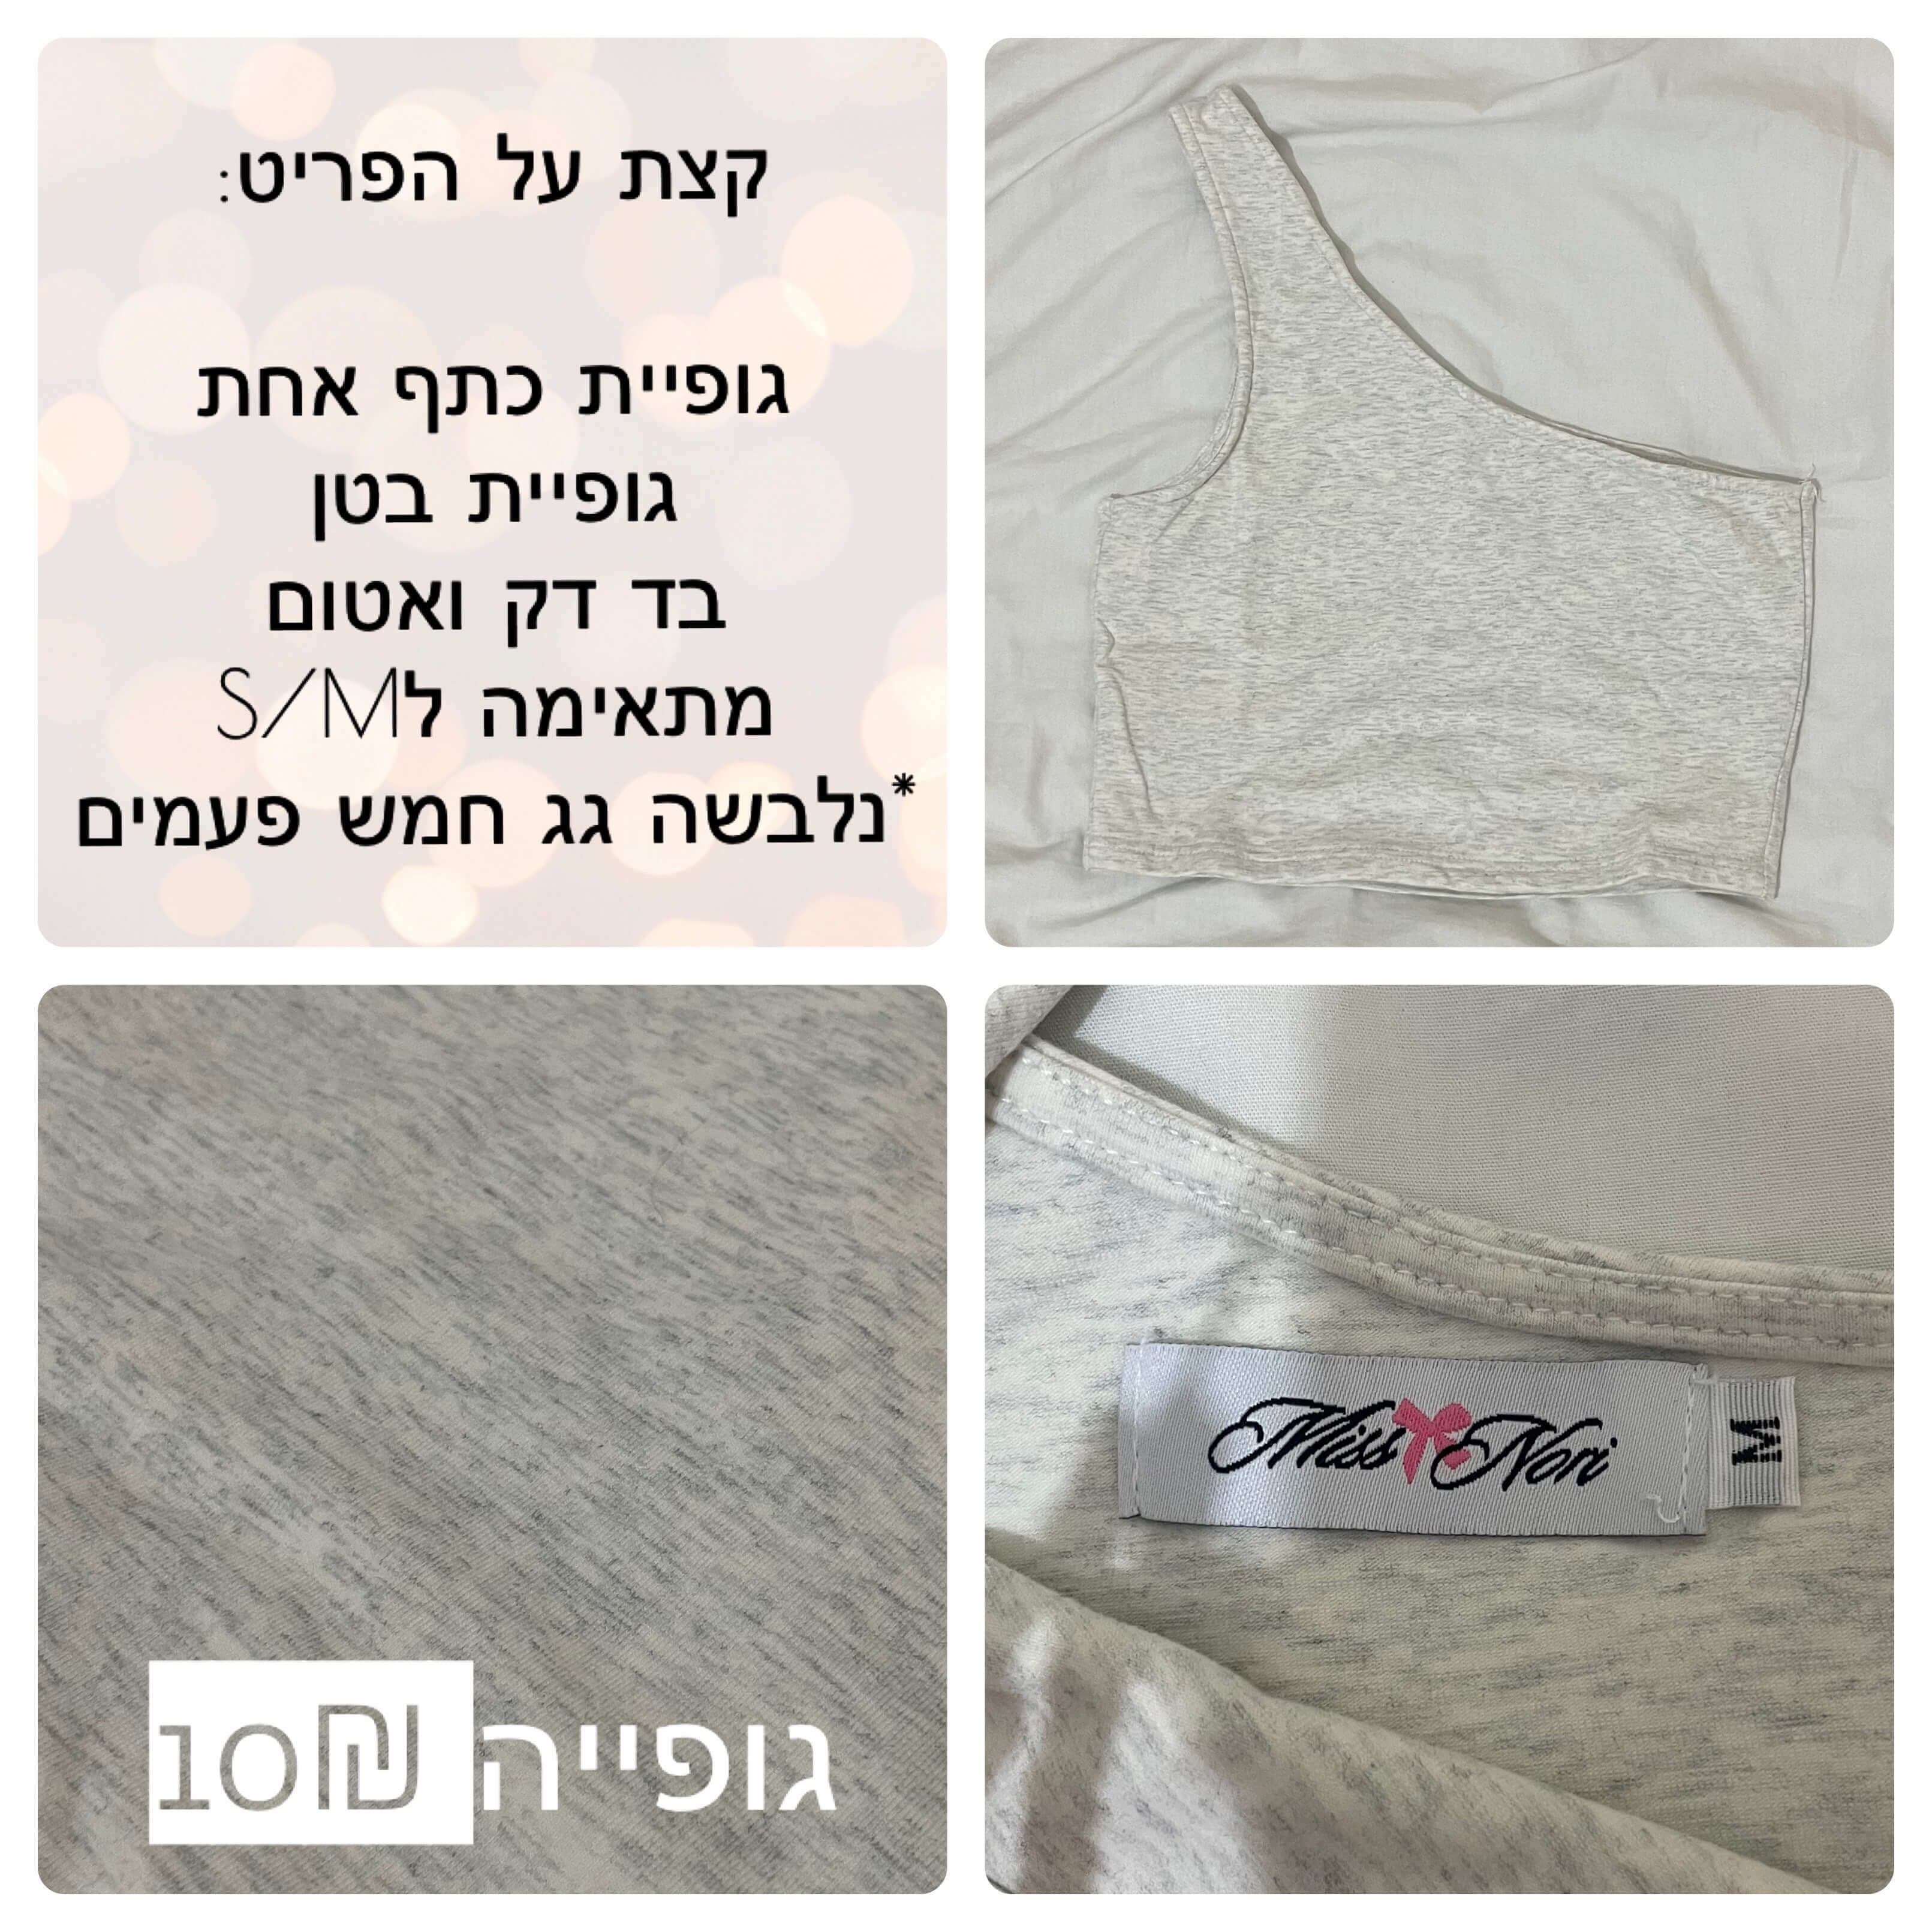 קצת על הפריט:
גופיית כתף אחת
גופיית בטן
בד דק ואטום
מתאימה לS/M
*נלבשה גג חמש פעמים
Miss Nori
M
גופייה 10₪